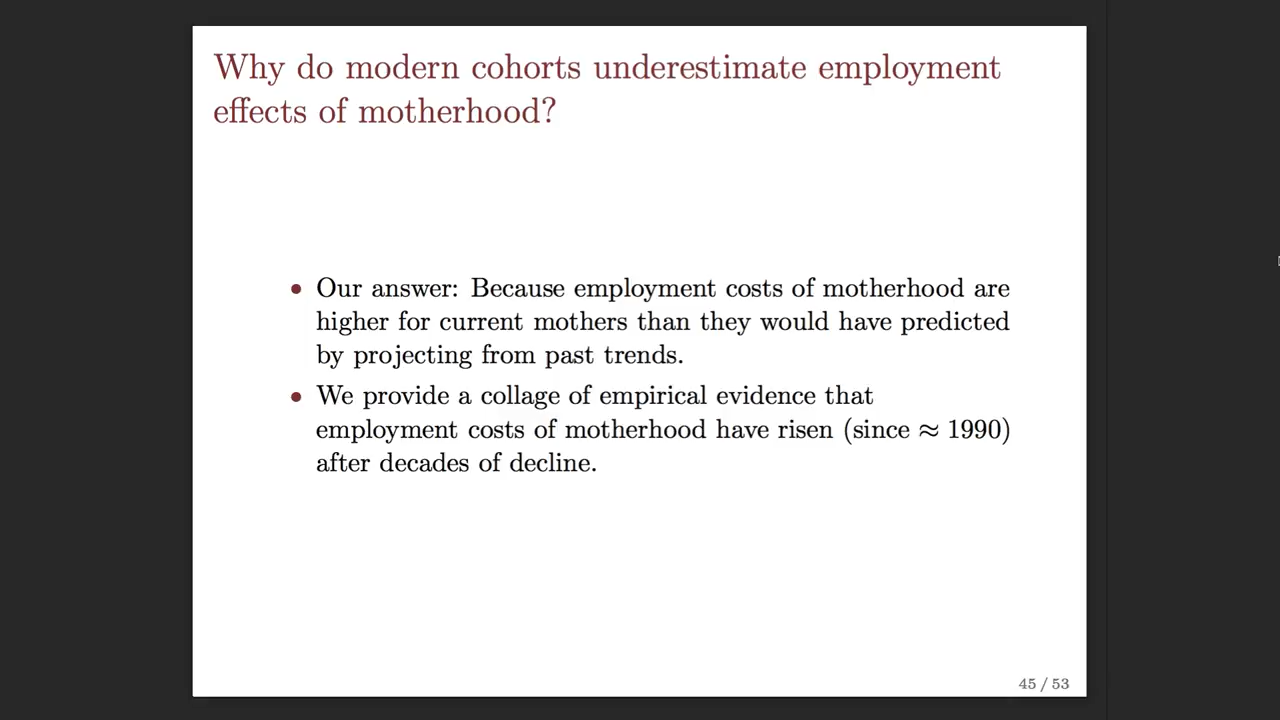 Why do modern cohorts underestimate employment
effects of motherhood?
• Our answer: Because employment costs of motherhood are
higher for current mothers than they would have predicted
by projecting from past trends.
• We provide a collage of empirical evidence that
employment costs of motherhood have risen (since ≈ 1990)
after decades of decline.
45 / 53